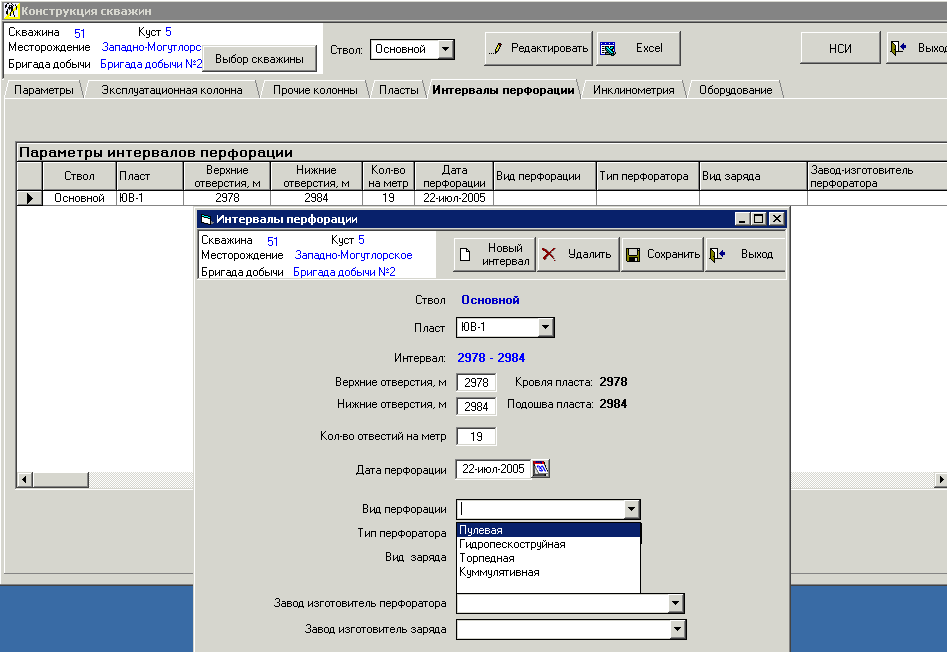 Конструкция скважин
Скважина 51 Куст 5
Месторождение Западно-Могутлорс
Бригада добычи Бригада добычи №2
Выбор скважины
Ствол: Основной
Редактировать
Excel
НСИ
Выход
Параметры Эксплуатационная колонна Прочие колонны Пласты Интервалы перфорации Инклинометрия Оборудование
Параметры интервалов перфорации
Ствол Пласт Верхние отверстия, м Нижние отверстия, м Кол-во на метр Дата перфорации Вид перфорации Тип перфоратора Вид заряда Завод-изготовитель перфоратора
Основной ЮВ-1 2978 2984 19 22-июл-2005
Интервалы перфорации
Скважина 51 Куст 5
Месторождение Западно-Могутлорское
Бригада добычи Бригада добычи №2
Новый интервал
Удалить
Сохранить
Выход
Ствол Основной
Пласт ЮВ-1
Интервал: 2978 - 2984
Верхние отверстия, м 2978 Кровля пласта: 2978
Нижние отверстия, м 2984 Подошва пласта: 2984
Кол-во отвестий на метр 19
Дата перфорации 22-июл-2005
Вид перфорации
Тип перфоратора
Вид заряда
Пулевая
Гидропескоструйная
Торпедная
Куммулятивная
Завод изготовитель перфоратора
Завод изготовитель заряда